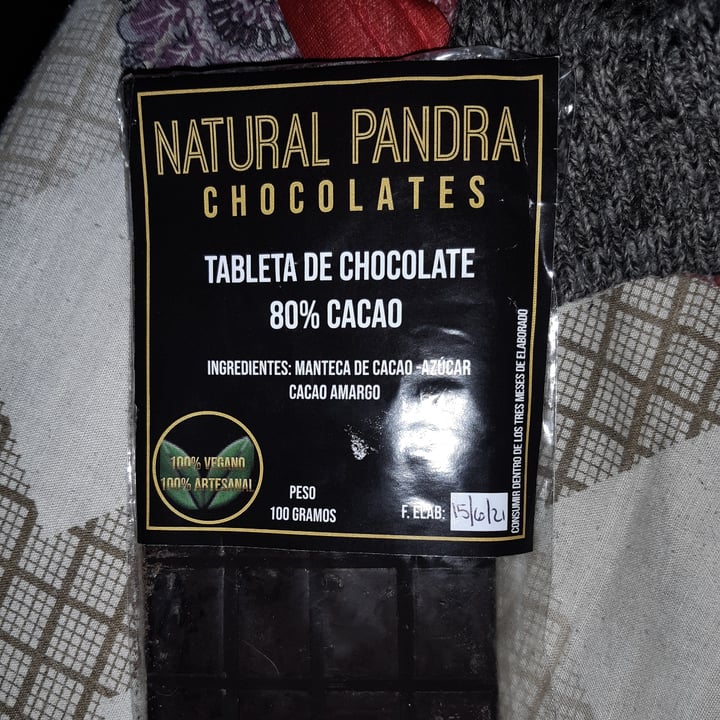 NATURAL PANDRA
CHOCOLATES
TABLETA DE CHOCOLATE
80% CACAO
INGREDIENTES: MANTECA DE CACAO -AZÚCAR
CACAO AMARGO
100% VEGANO
100% ARTESANAL
PESO
100 GRAMOS
F. ELAB: 15/6/21
CONSUMIR DENTRO DE LOS TRES MESES DE ELABORADO